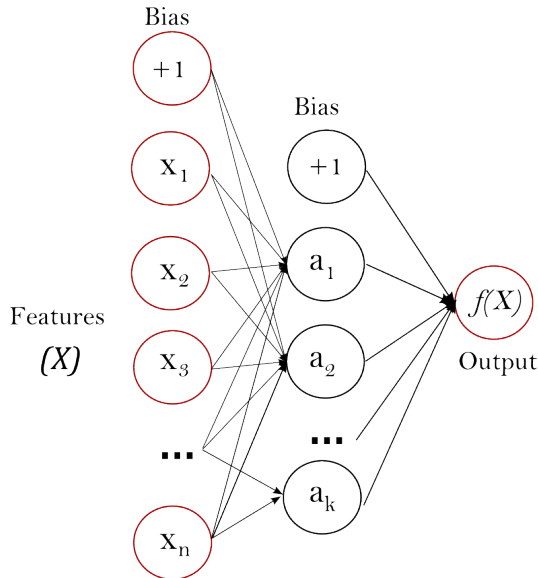 Bias
+1
x₁
x₂
x₃
...
xₙ
Features
(X)
Bias
+1
a₁
a₂
...
aₖ
f(X)
Output